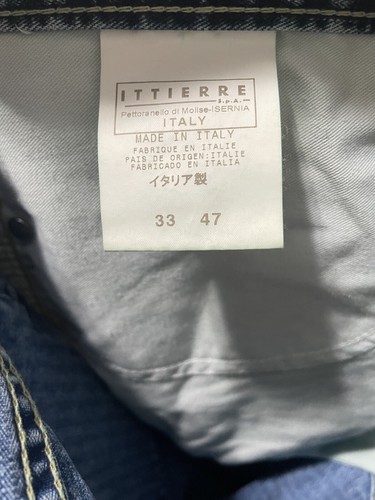 ITTIERRE
S.p.A.
Pettoranello di Molise-ISERNIA
ITALY
MADE IN ITALY
FABRIQUE EN ITALIE
PAIS DE ORIGEN:ITALIE
FABRICADO EN ITALIA
イタリア製
33 47